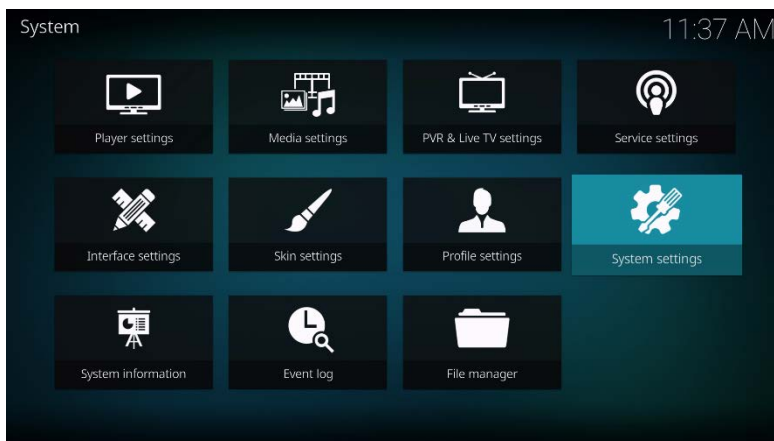 System
11:37 AM
Player settings
Media settings
PVR & Live TV settings
Service settings
Interface settings
Skin settings
Profile settings
System settings
System information
Event log
File manager